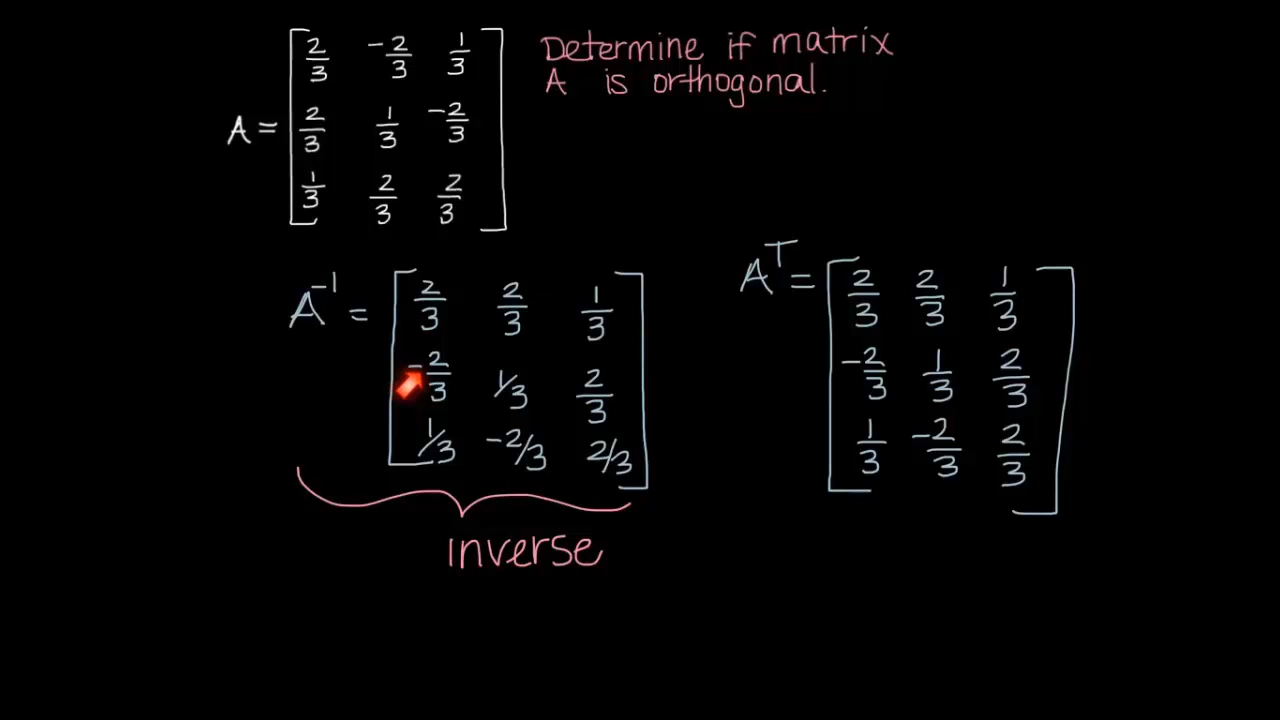 A = [ 2/3 -2/3 1/3
2/3 1/3 -2/3
1/3 2/3 2/3 ]
Determine if matrix
A is orthogonal.
A^-1 = [ 2/3 2/3 1/3
-2/3 1/3 2/3
1/3 -2/3 2/3 ]
inverse
A^T = [ 2/3 2/3 1/3
-2/3 1/3 2/3
1/3 -2/3 2/3 ]